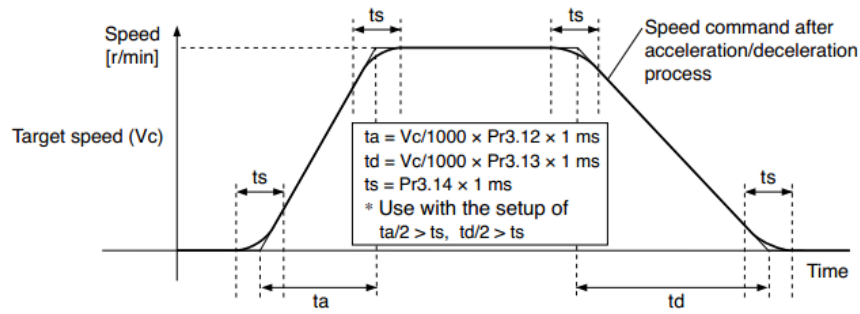 ts
ts
Speed
[r/min]
Speed command after
acceleration/deceleration
process
Target speed (Vc)
ta = Vc/1000 × Pr3.12 × 1 ms
td = Vc/1000 × Pr3.13 × 1 ms
ts = Pr3.14 × 1 ms
* Use with the setup of
ta/2 > ts, td/2 > ts
ts
ts
Time
ta
td